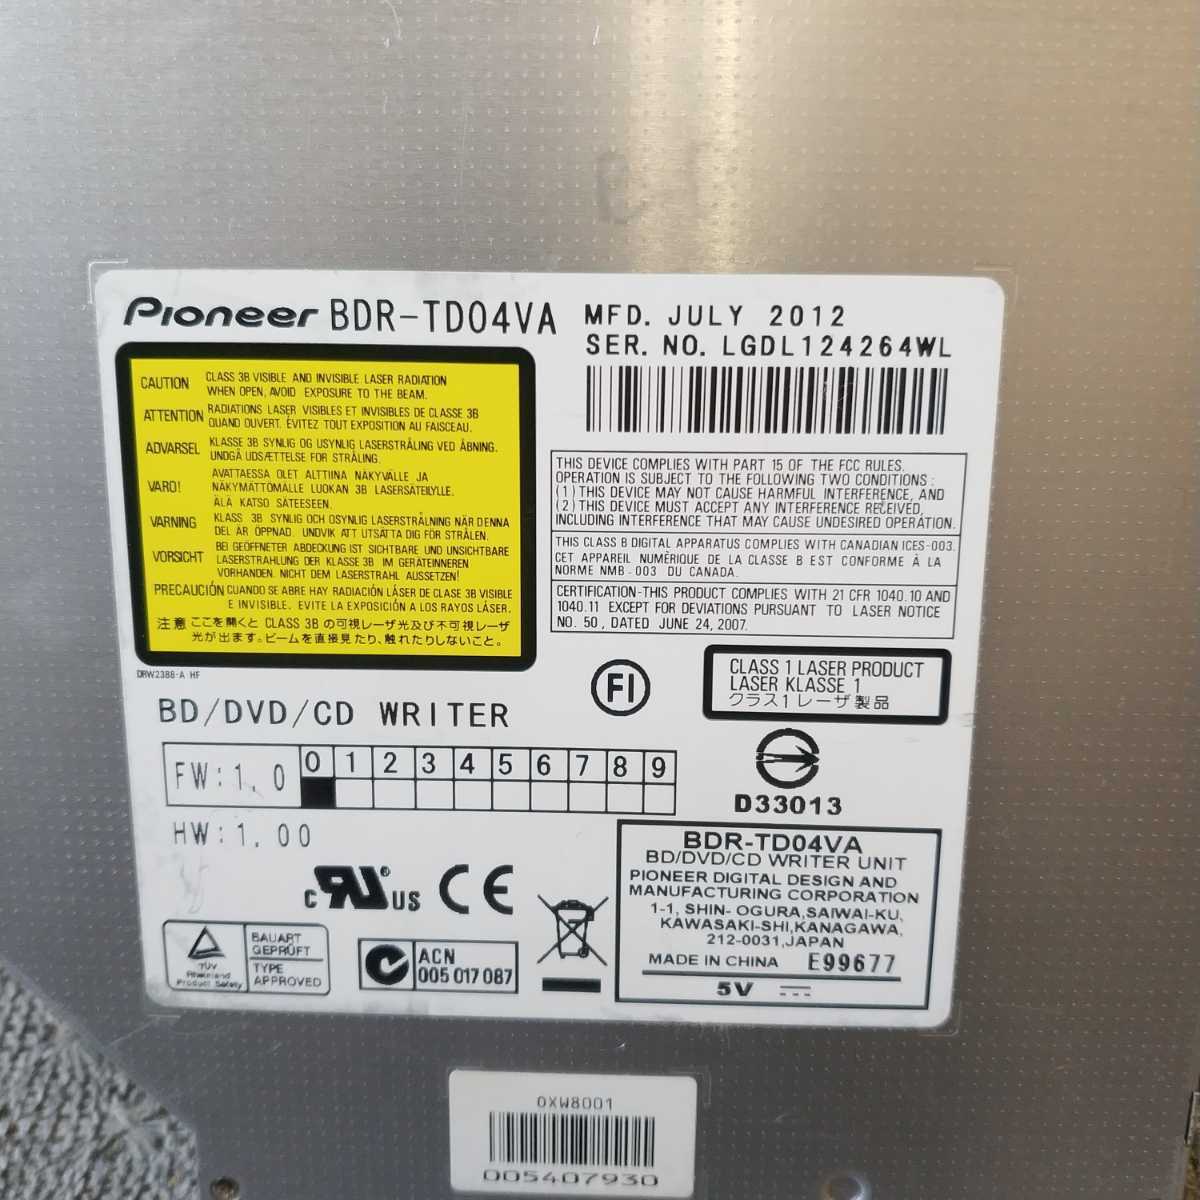 Pioneer BDR-TD04VA
MFD. JULY 2012
SER. NO. LGDL124264WL
CAUTION CLASS 3B VISIBLE AND INVISIBLE LASER RADIATION
WHEN OPEN, AVOID EXPOSURE TO THE BEAM.
ATTENTION RADIATIONS LASER VISIBLES ET INVISIBLES DE CLASSE 3B
QUAND OUVERT. ÉVITEZ TOUT EXPOSITION AU FAISCEAU.
ADVARSEL KLASSE 3B SYNLIG OG USYNLIG LASERSTRÅLING VED ÅBNING.
UNDGÅ UDSÆTTELSE FOR STRÅLING.
VARO! AVATTAESSA OLET ALTTIINA NÄKYVÄLLE JA
NÄKYMÄTTÖMÄLLE LUOKAN 3B LASERSÄTEILYLLE.
ÄLÄ KATSO SÄTEESEEN.
VARNING KLASS 3B SYNLIG OCH OSYNLIG LASERSTRÅLNING NÄR DENNA
DEL ÄR ÖPPNAD. UNDVIK ATT UTSÄTTA DIG FÖR STRÅLEN.
VORSICHT BEI GEÖFFNETER ABDECKUNG IST SICHTBARE UND UNSICHTBARE
LASERSTRAHLUNG DER KLASSE 3B IM GERÄTEINNEREN
VORHANDEN. NICHT DEM LASERSTRAHL AUSSETZEN!
PRECAUCIÓN CUANDO SE ABRE HAY RADIACIÓN LÁSER DE CLASE 3B VISIBLE
E INVISIBLE. EVITE LA EXPOSICIÓN A LOS RAYOS LÁSER.
注意 ここを開くと CLASS 3B の可視レーザ光及び不可視レーザ
光が出ます。ビームを直接見たり、触れたりしないこと。
DRW2388-A HF
THIS DEVICE COMPLIES WITH PART 15 OF THE FCC RULES.
OPERATION IS SUBJECT TO THE FOLLOWING TWO CONDITIONS :
(1) THIS DEVICE MAY NOT CAUSE HARMFUL INTERFERENCE, AND
(2) THIS DEVICE MUST ACCEPT ANY INTERFERENCE RECEIVED,
INCLUDING INTERFERENCE THAT MAY CAUSE UNDESIRED OPERATION.
THIS CLASS B DIGITAL APPARATUS COMPLIES WITH CANADIAN ICES-003.
CET APPAREIL NUMÈRIQUE DE LA CLASSE B EST CONFORME À LA
NORME NMB-003 DU CANADA.
CERTIFICATION-THIS PRODUCT COMPLIES WITH 21 CFR 1040.10 AND
1040.11 EXCEPT FOR DEVIATIONS PURSUANT TO LASER NOTICE
NO. 50, DATED JUNE 24, 2007.
FI
CLASS 1 LASER PRODUCT
LASER KLASSE 1
クラス1 レーザ製品
BD/DVD/CD WRITER
FW:1.0 0 1 2 3 4 5 6 7 8 9
HW:1.00
D33013
c RU US CE
TÜV
Rheinland
Product Safety
BAUART
GEPRÜFT
TYPE
APPROVED
ACN
005 017 087
BDR-TD04VA
BD/DVD/CD WRITER UNIT
PIONEER DIGITAL DESIGN AND
MANUFACTURING CORPORATION
1-1, SHIN- OGURA,SAIWAI-KU,
KAWASAKI-SHI,KANAGAWA,
212-0031,JAPAN
MADE IN CHINA E99677
5V
0XW8001
005407930